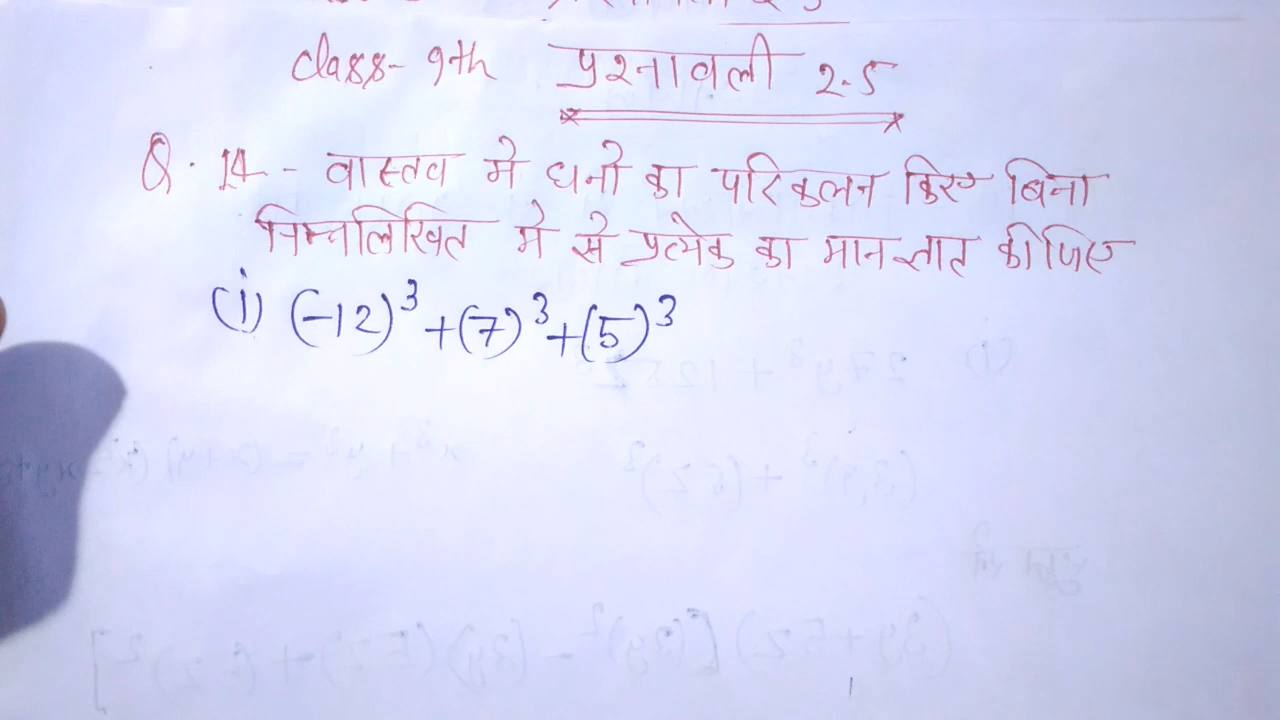 class- 9th प्रश्नावली 2.5
Q. 14 - वास्तव मे घनो का परिकलन किए बिना
निम्नलिखित मे से प्रत्येक का मान ज्ञात कीजिए
(i) (-12)³ + (7)³ + (5)³